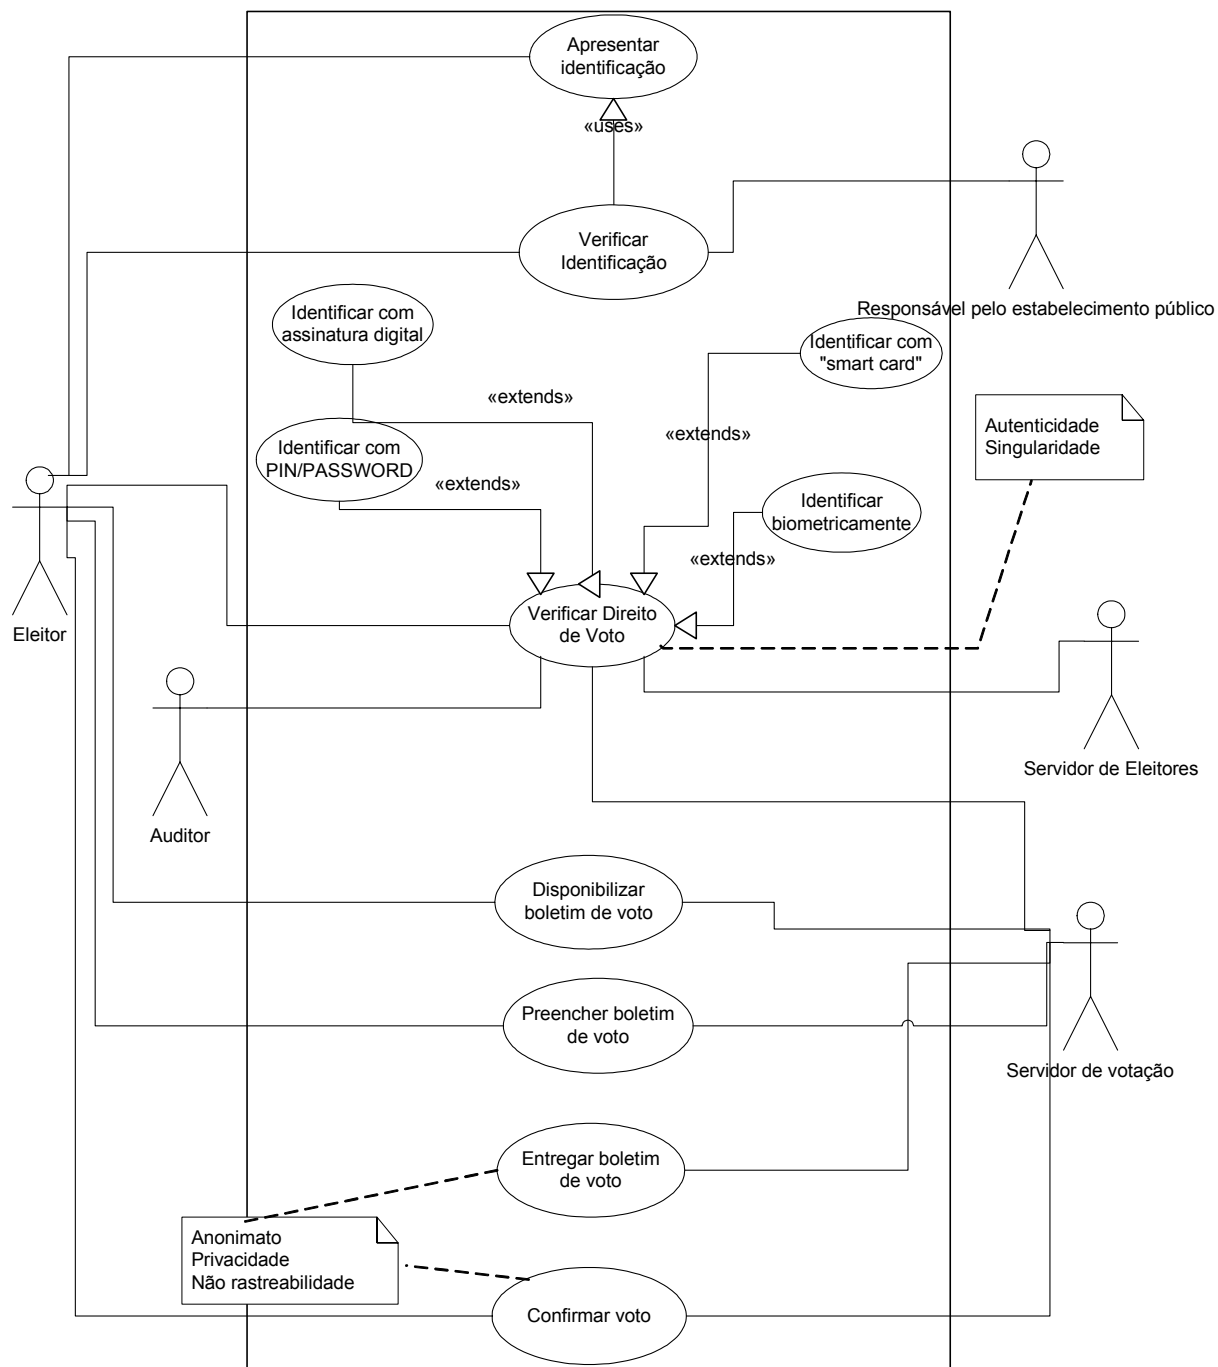 Apresentar
identificação
«uses»
Verificar
Identificação
Responsável pelo estabelecimento público
Identificar com
assinatura digital
Identificar com
"smart card"
«extends»
Autenticidade
Singularidade
«extends»
Identificar com
PIN/PASSWORD
«extends»
Identificar
biometricamente
«extends»
Verificar Direito
de Voto
Eleitor
Servidor de Eleitores
Auditor
Disponibilizar
boletim de voto
Preencher boletim
de voto
Servidor de votação
Entregar boletim
de voto
Anonimato
Privacidade
Não rastreabilidade
Confirmar voto